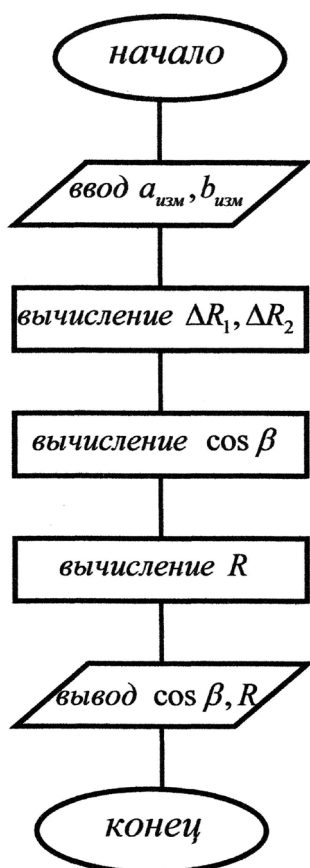 начало
ввод a_изм, b_изм
вычисление ΔR₁, ΔR₂
вычисление cos β
вычисление R
вывод cos β, R
конец